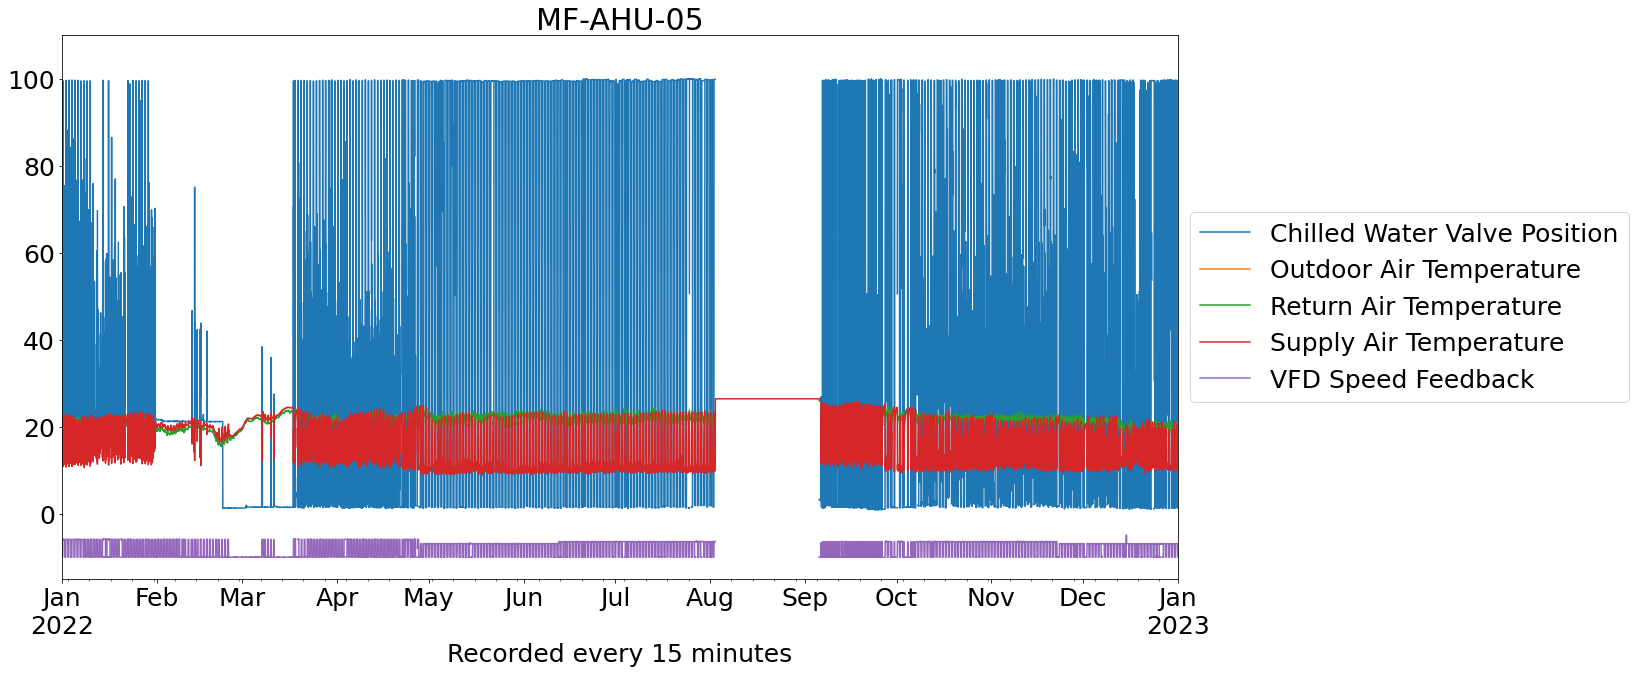 MF-AHU-05
100
80
60
40
20
0
Jan Feb Mar Apr May Jun Jul Aug Sep Oct Nov Dec Jan
2022 2023
Recorded every 15 minutes
Chilled Water Valve Position
Outdoor Air Temperature
Return Air Temperature
Supply Air Temperature
VFD Speed Feedback